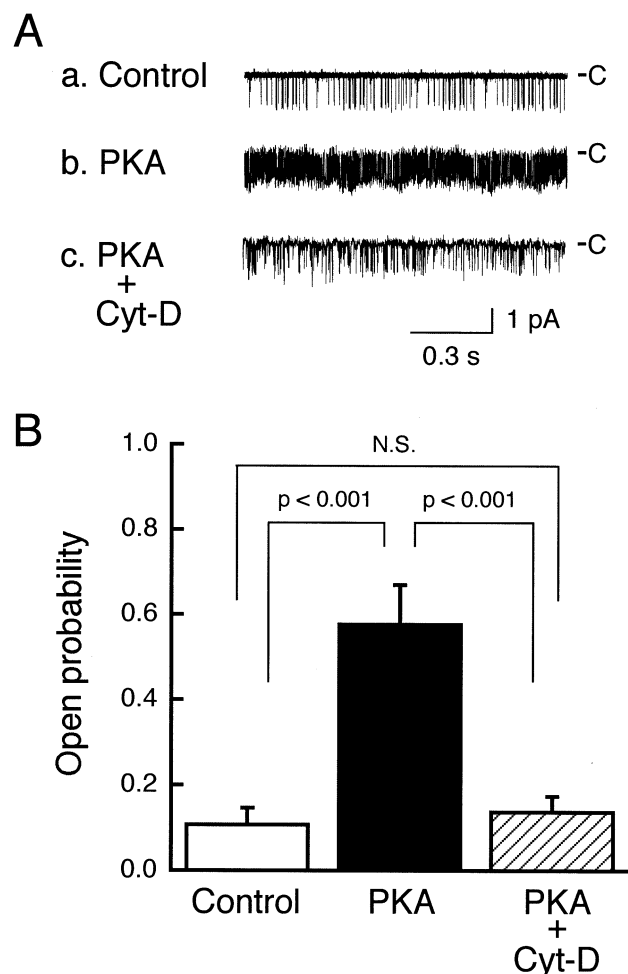 A
a. Control
-C
b. PKA
-C
c. PKA
+
Cyt-D
-C
1 pA
0.3 s
B
1.0
0.8
0.6
0.4
0.2
0.0
Open probability
N.S.
p < 0.001
p < 0.001
Control
PKA
PKA
+
Cyt-D